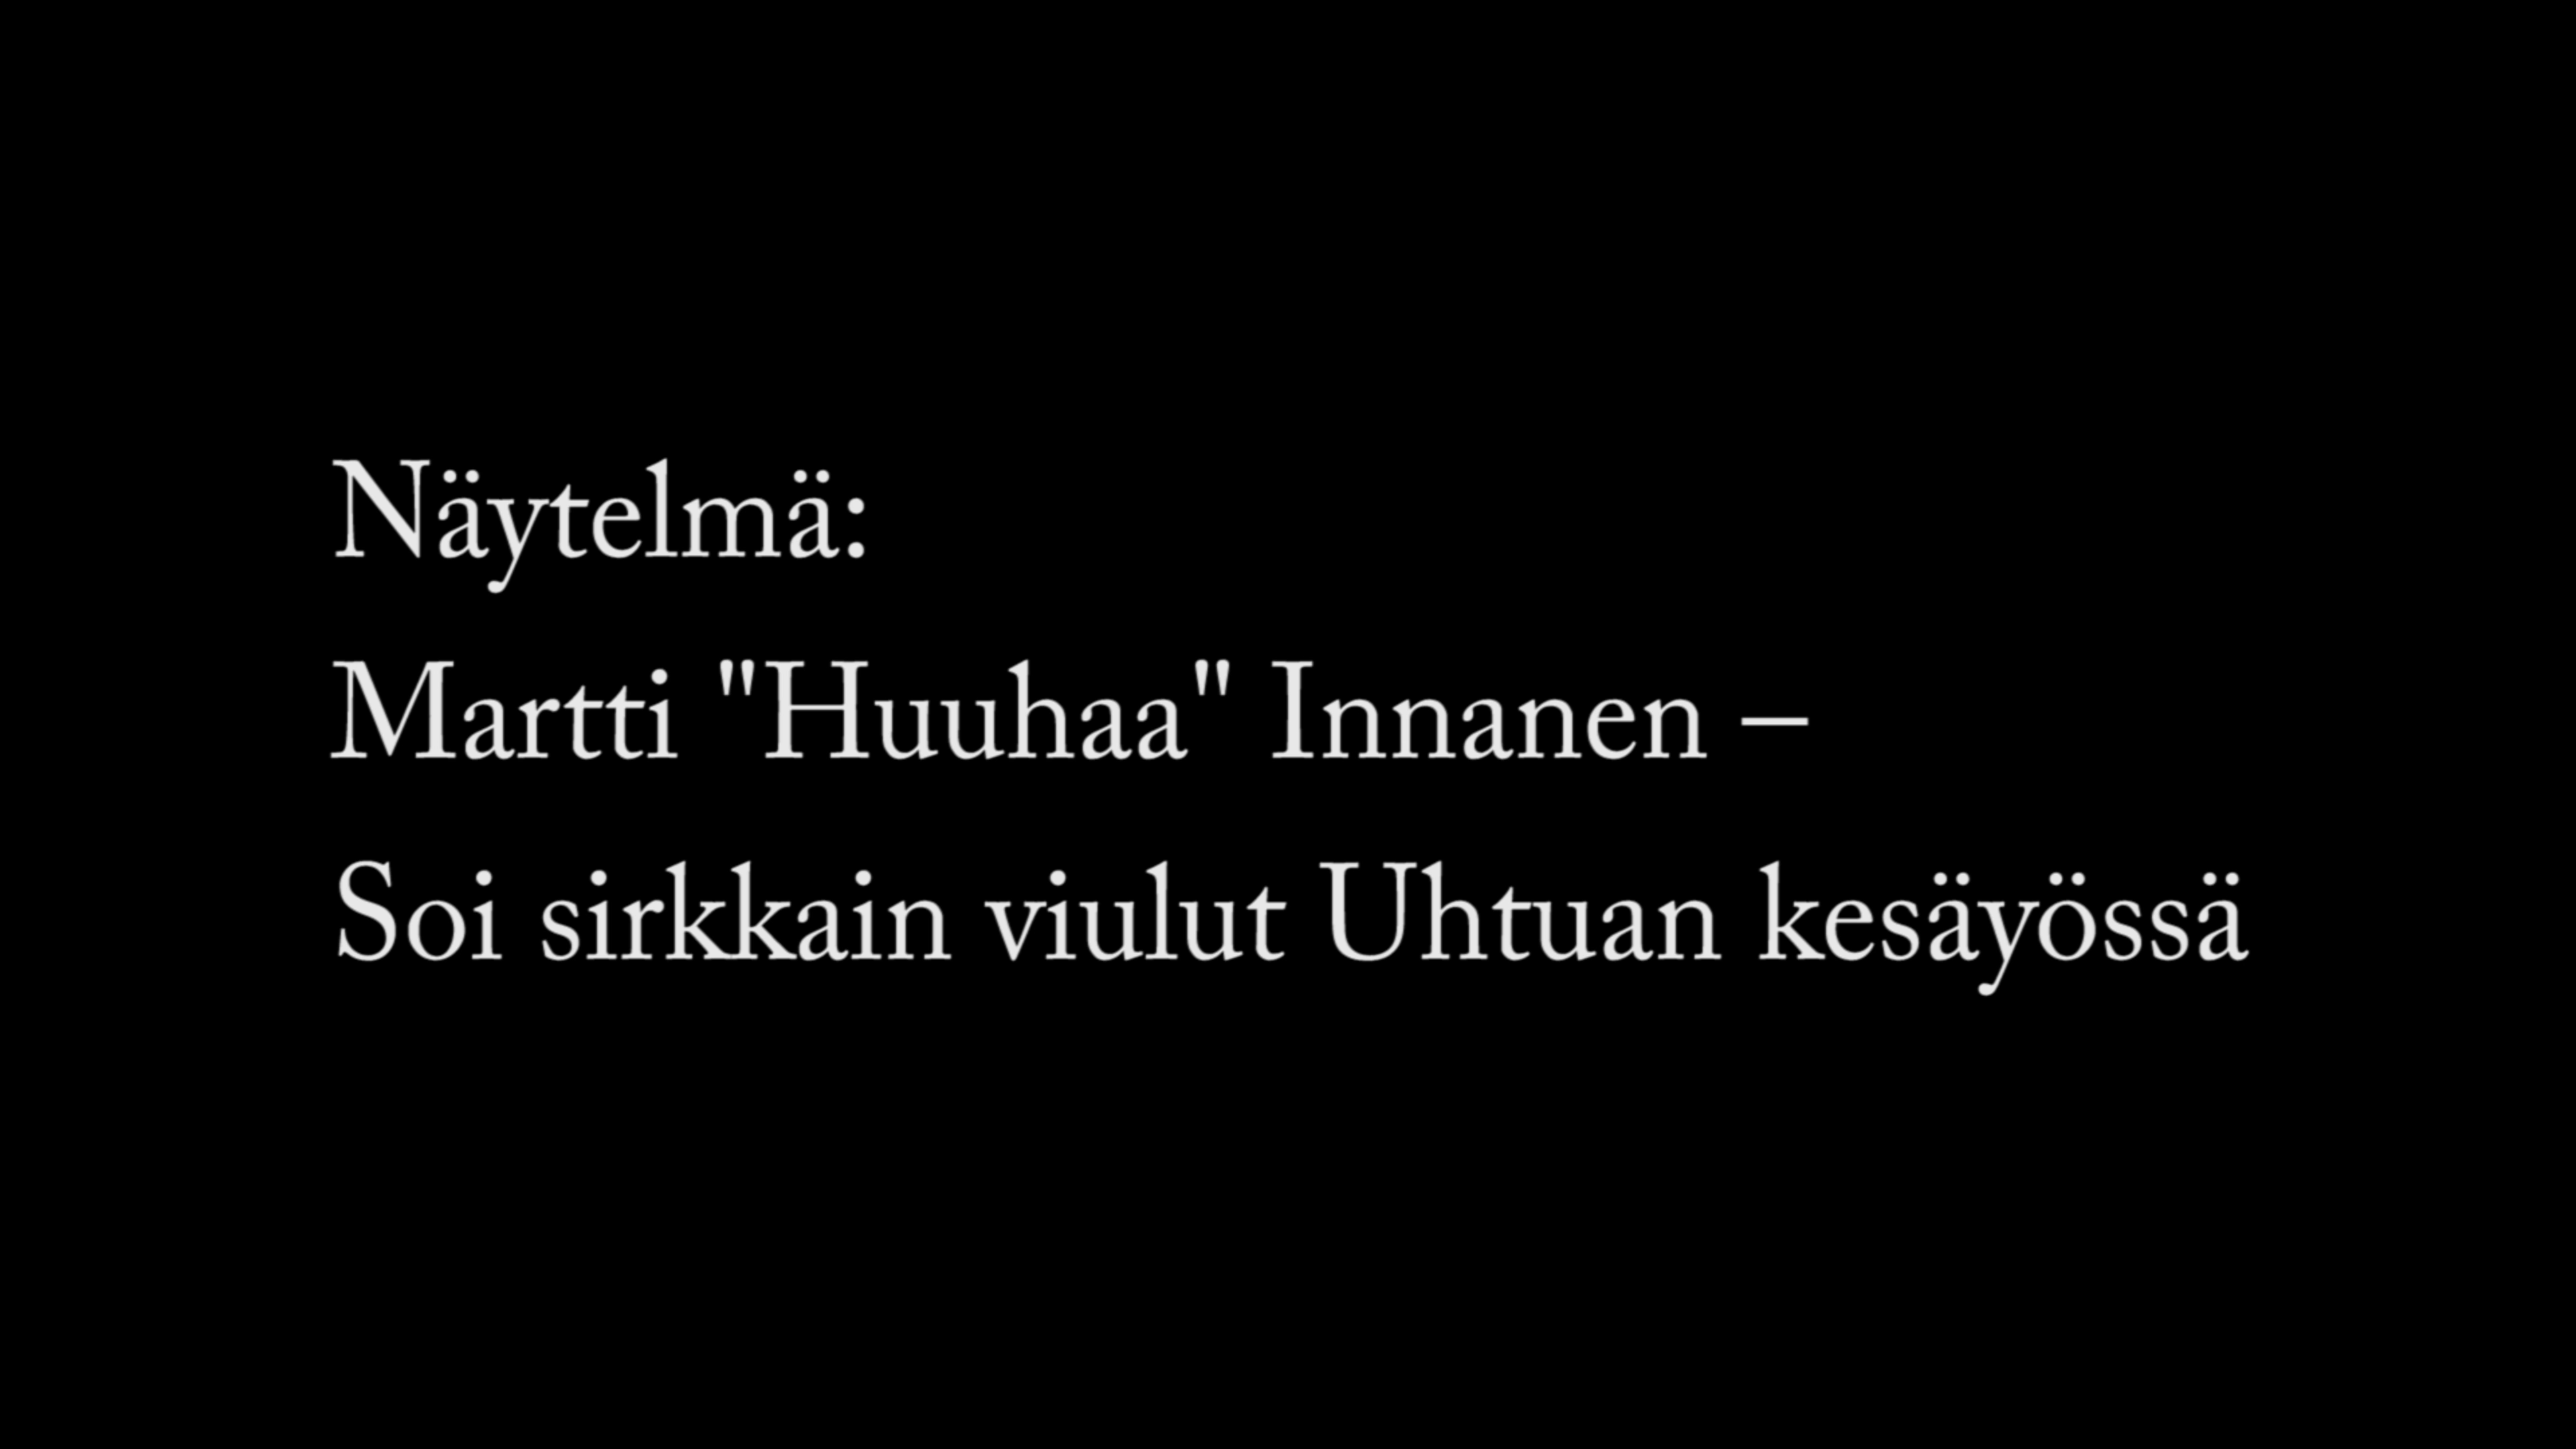 Näytelmä:
Martti "Huuhaa" Innanen –
Soi sirkkain viulut Uhtuan kesäyössä